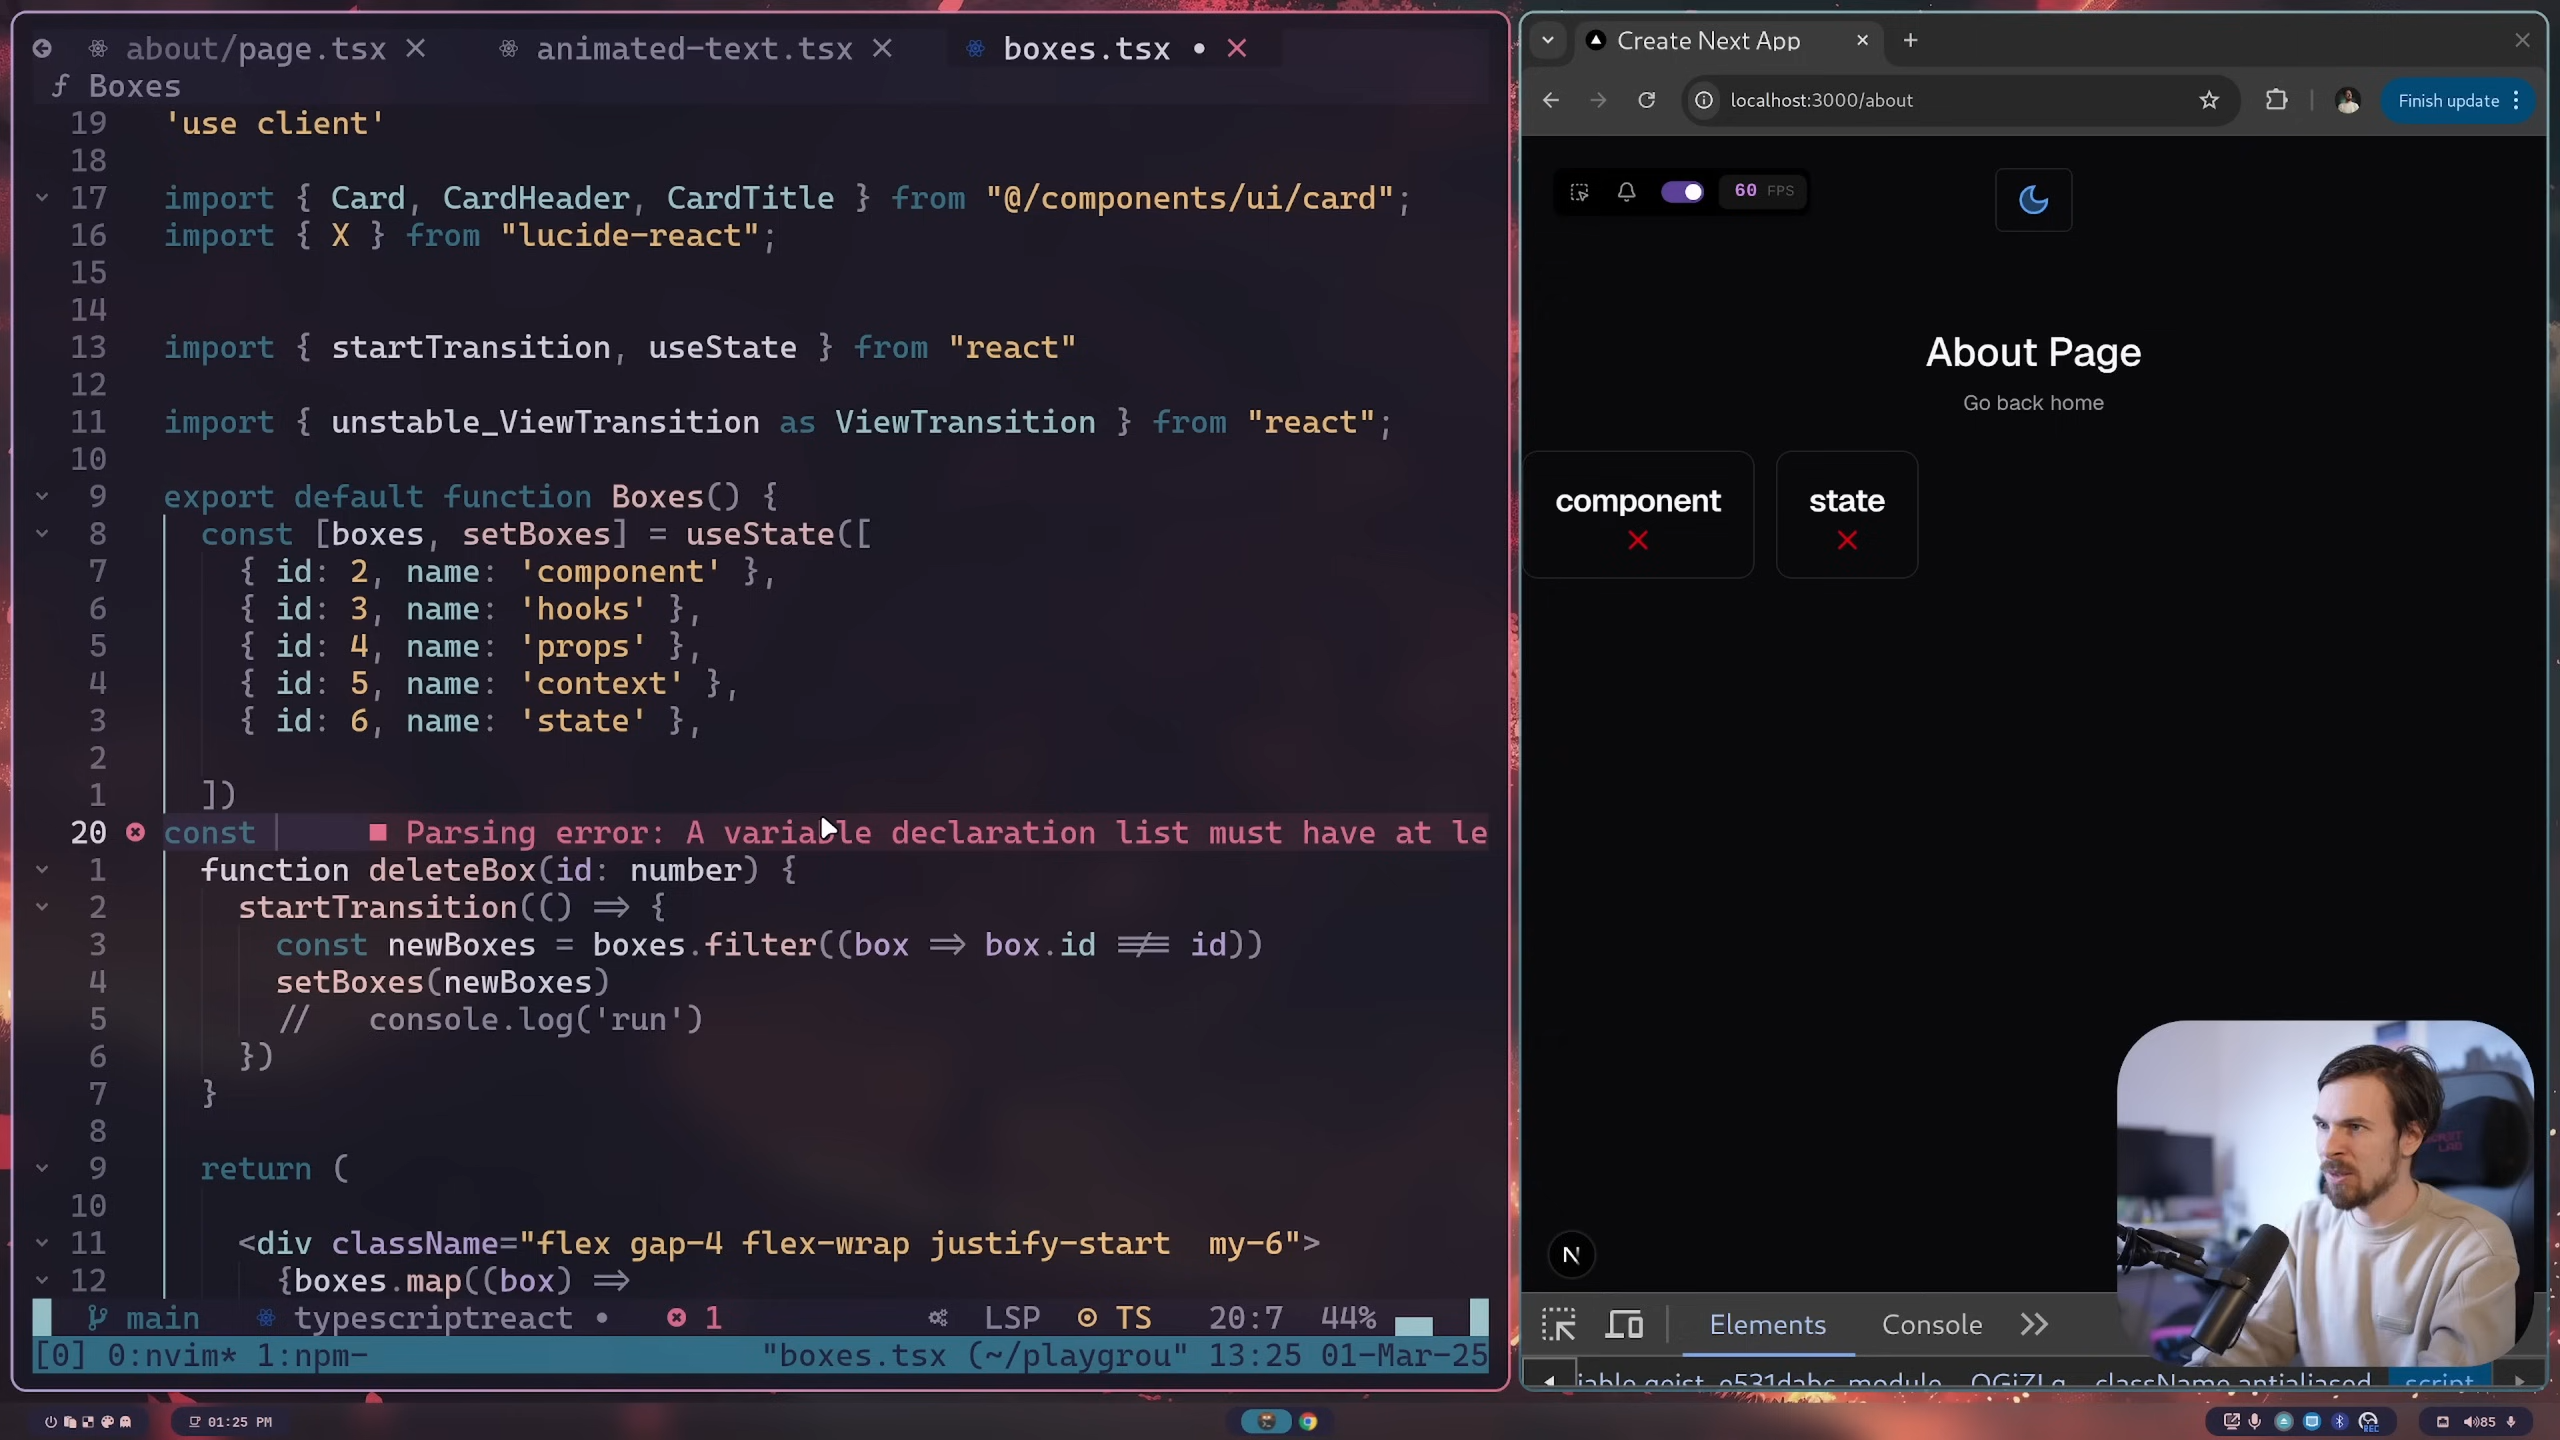 about/page.tsx animated-text.tsx boxes.tsx
ƒ Boxes
19 'use client'
18
17 import { Card, CardHeader, CardTitle } from "@/components/ui/card";
16 import { X } from "lucide-react";
15
14
13 import { startTransition, useState } from "react"
12
11 import { unstable_ViewTransition as ViewTransition } from "react";
10
9 export default function Boxes() {
8 const [boxes, setBoxes] = useState([
7 { id: 2, name: 'component' },
6 { id: 3, name: 'hooks' },
5 { id: 4, name: 'props' },
4 { id: 5, name: 'context' },
3 { id: 6, name: 'state' },
2
1 ])
20 const ■ Parsing error: A variable declaration list must have at le
1 function deleteBox(id: number) {
2 startTransition(() => {
3 const newBoxes = boxes.filter((box => box.id !== id))
4 setBoxes(newBoxes)
5 // console.log('run')
6 })
7 }
8
9 return (
10
11 <div className="flex gap-4 flex-wrap justify-start  my-6">
12 {boxes.map((box) =>
main typescriptreact • 1 LSP TS 20:7 44%
[0] 0:nvim* 1:npm- "boxes.tsx (~/playgrou" 13:25 01-Mar-25
Create Next App
localhost:3000/about Finish update
60 FPS
About Page
Go back home
component state
N
Elements Console
01:25 PM
85